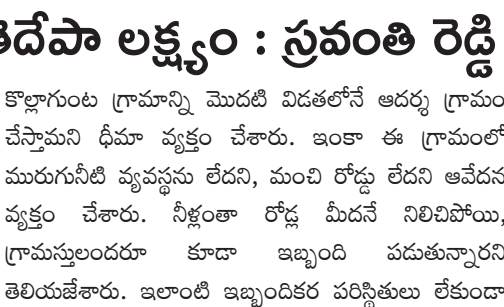 తెదేపా లక్ష్యం : స్రవంతి రెడ్డి
కొల్లాగుంట గ్రామాన్ని మొదటి విడతలోనే ఆదర్శ గ్రామం
చేస్తామని ధీమా వ్యక్తం చేశారు. ఇంకా ఈ గ్రామంలో
మురుగునీటి వ్యవస్థను లేదని, మంచి రోడ్డు లేదని ఆవేదన
వ్యక్తం చేశారు. నీళ్లంతా రోడ్ల మీదనే నిలిచిపోయి,
గ్రామస్తులందరూ కూడా ఇబ్బంది పడుతున్నారని
తెలియజేశారు. ఇలాంటి ఇబ్బందికర పరిస్థితులు లేకుండా